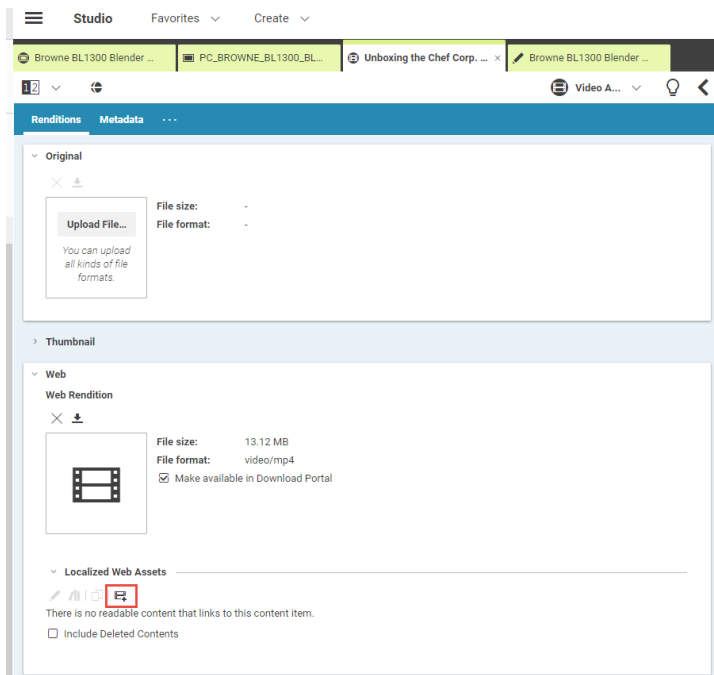 Studio Favorites Create
Browne BL1300 Blender ... PC_BROWNE_BL1300_BL... Unboxing the Chef Corp. ... × Browne BL1300 Blender ...
1 2 Video A...
Renditions Metadata ...
Original
File size: -
Upload File... File format: -
You can upload
all kinds of file
formats.
Thumbnail
Web
Web Rendition
File size: 13.12 MB
File format: video/mp4
Make available in Download Portal
Localized Web Assets
There is no readable content that links to this content item.
Include Deleted Contents